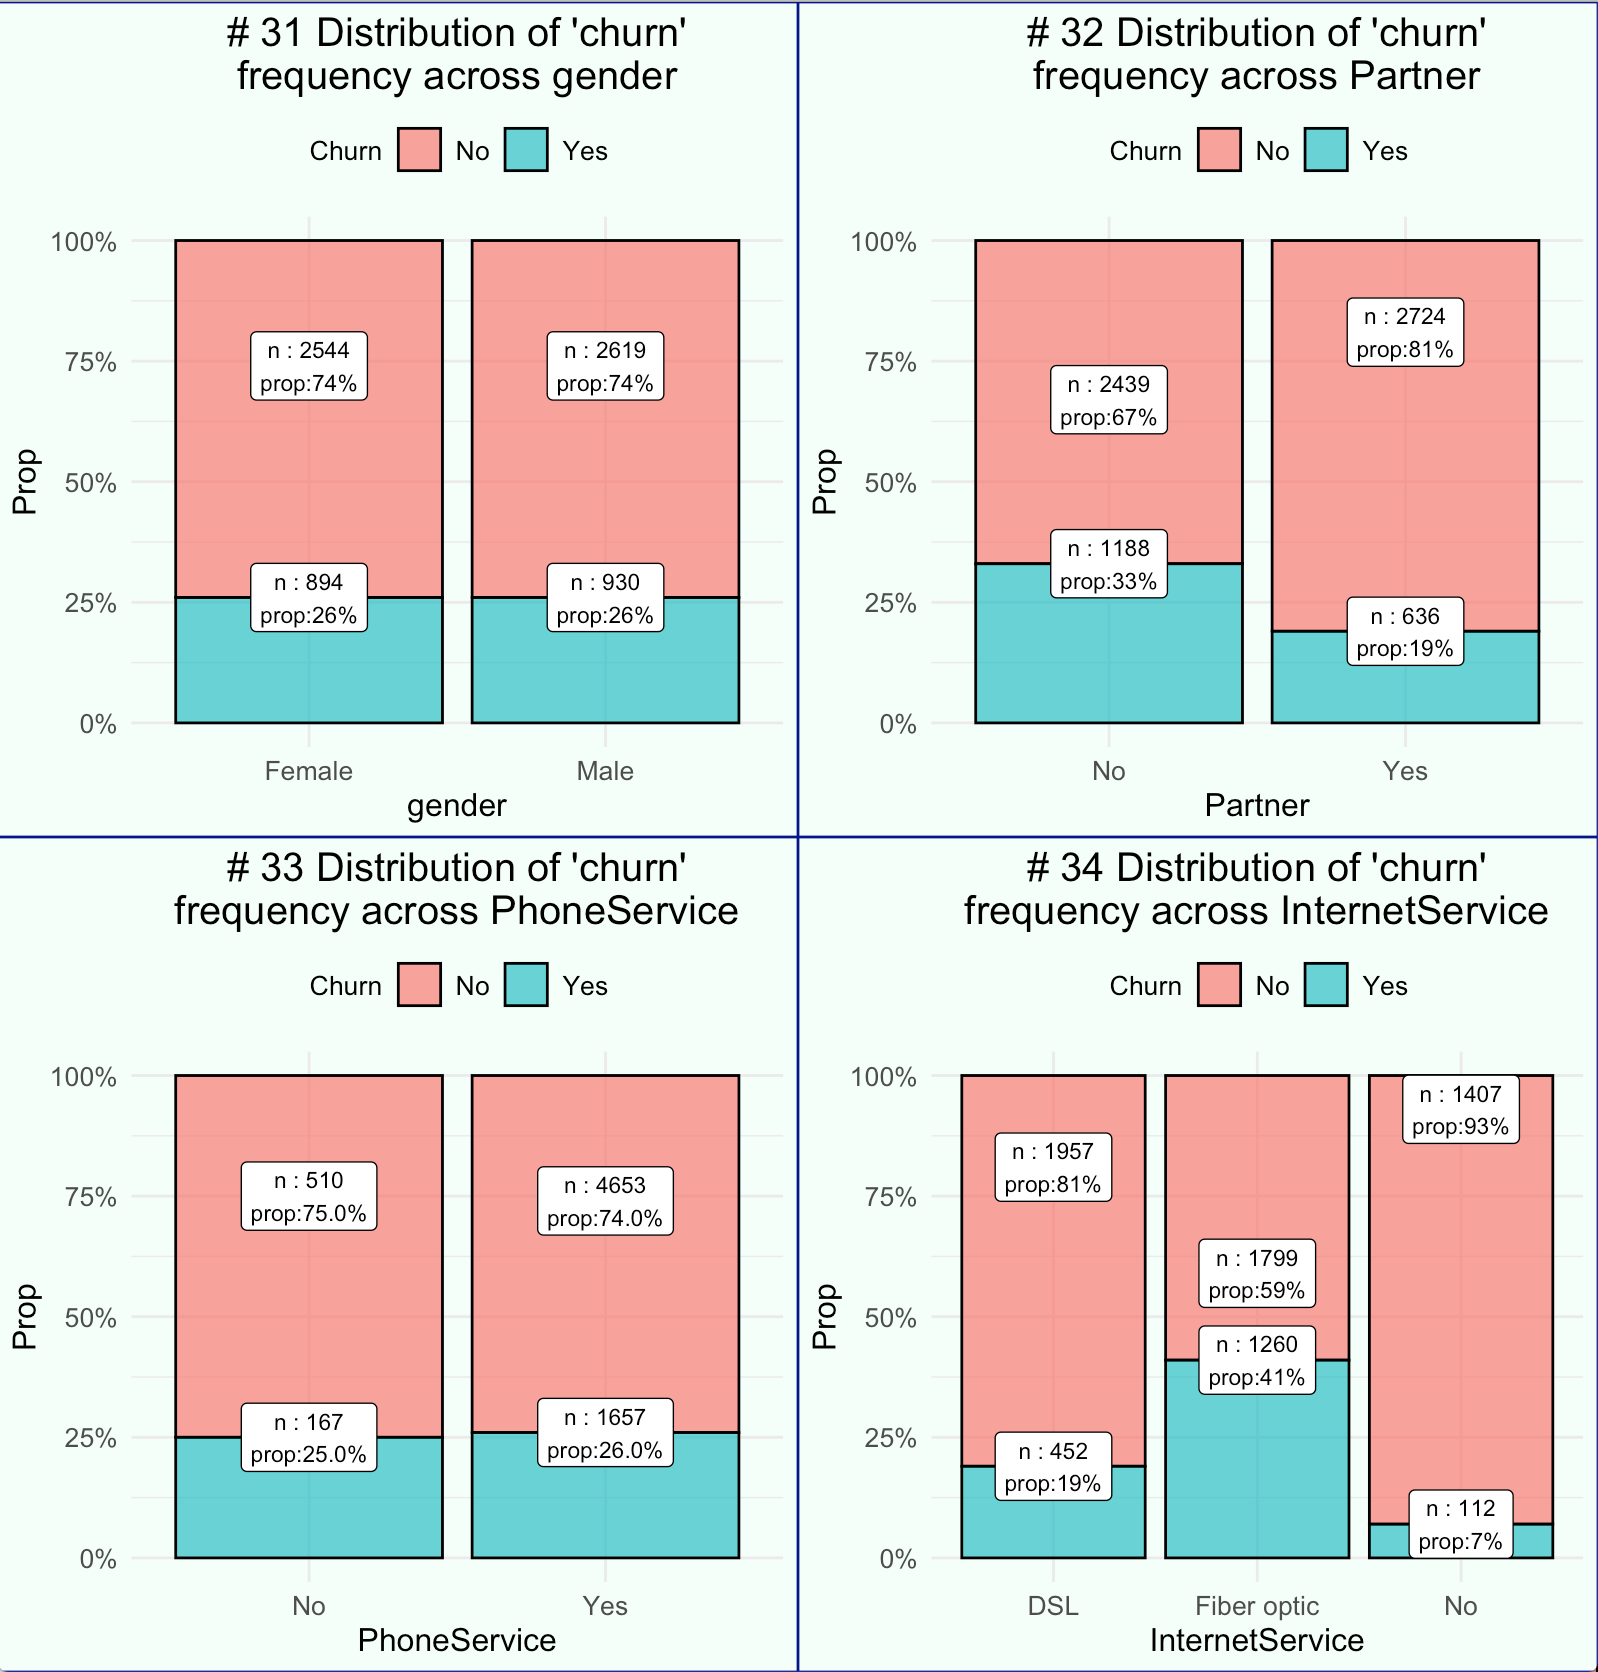 # 31 Distribution of 'churn'
frequency across gender
Churn No Yes
100%
75%
50%
25%
0%
Prop
n : 2544
prop:74%
n : 2619
prop:74%
n : 894
prop:26%
n : 930
prop:26%
Female Male
gender
# 32 Distribution of 'churn'
frequency across Partner
Churn No Yes
100%
75%
50%
25%
0%
Prop
n : 2724
prop:81%
n : 2439
prop:67%
n : 1188
prop:33%
n : 636
prop:19%
No Yes
Partner
# 33 Distribution of 'churn'
frequency across PhoneService
Churn No Yes
100%
75%
50%
25%
0%
Prop
n : 510
prop:75.0%
n : 4653
prop:74.0%
n : 167
prop:25.0%
n : 1657
prop:26.0%
No Yes
PhoneService
# 34 Distribution of 'churn'
frequency across InternetService
Churn No Yes
100%
75%
50%
25%
0%
Prop
n : 1407
prop:93%
n : 1957
prop:81%
n : 1799
prop:59%
n : 1260
prop:41%
n : 452
prop:19%
n : 112
prop:7%
DSL Fiber optic No
InternetService